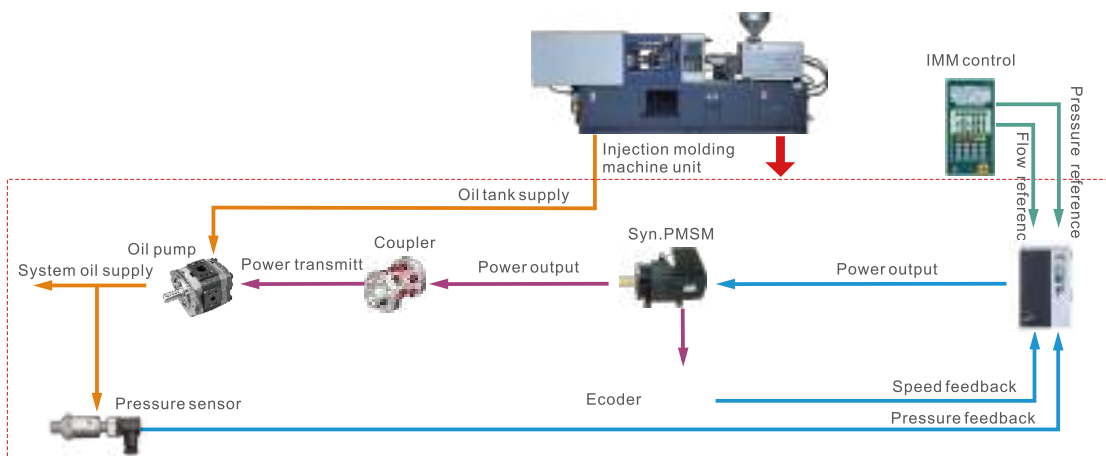 IMM control
Injection molding
machine unit
Pressure reference
Flow referenc
Oil tank supply
Syn.PMSM
Coupler
Oil pump
System oil supply
Power transmitt
Power output
Power output
Speed feedback
Ecoder
Pressure sensor
Pressure feedback